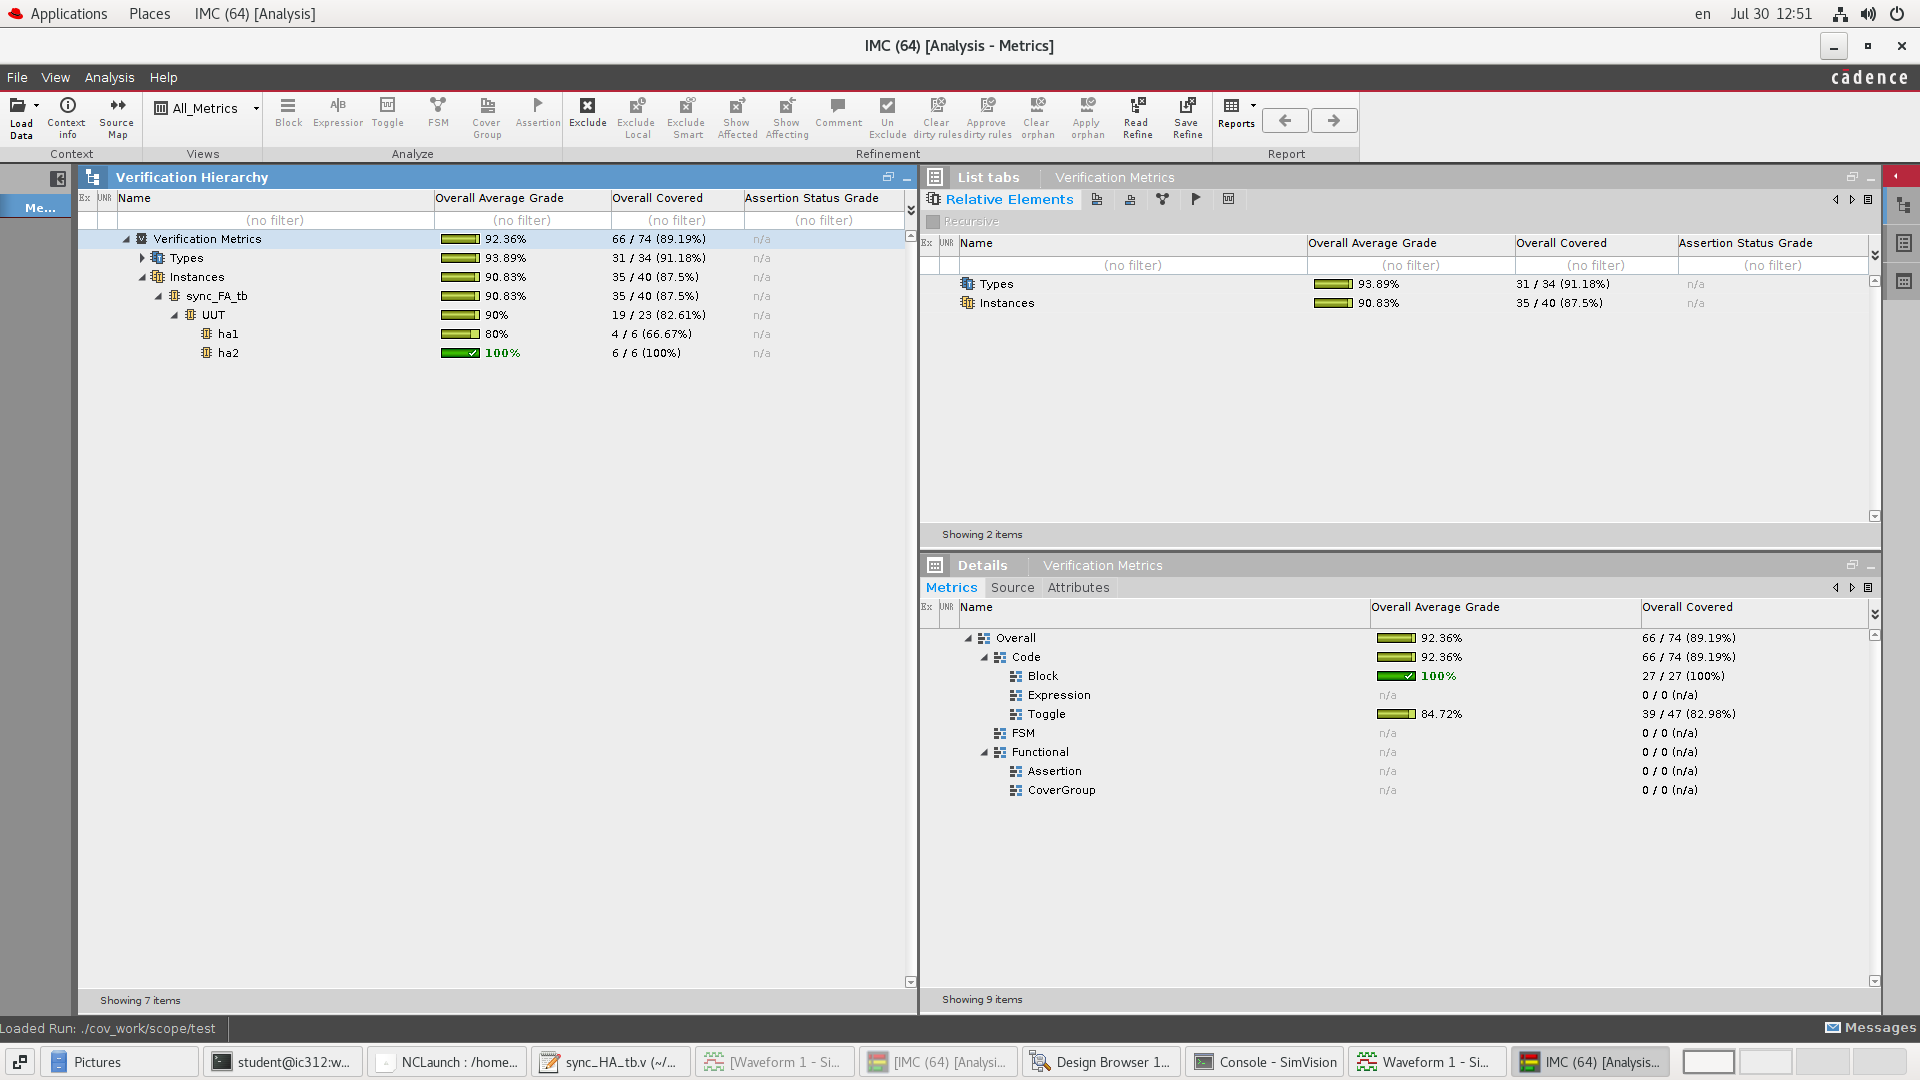 Applications Places IMC (64) [Analysis] en Jul 30 12:51
IMC (64) [Analysis - Metrics]
File View Analysis Help cādence
Load Data Context info Source Map All_Metrics Block Expression Toggle FSM Cover Group Assertion Exclude Exclude Local Exclude Smart Show Affected Show Affecting Comment Un Exclude Clear dirty rules Approve dirty rules Clear orphan Apply orphan Read Refine Save Refine Reports
Context Views Analyze Refinement Report
Me...
Verification Hierarchy
Ex UNR Name Overall Average Grade Overall Covered Assertion Status Grade
(no filter) (no filter) (no filter) (no filter)
Verification Metrics 92.36% 66 / 74 (89.19%) n/a
Types 93.89% 31 / 34 (91.18%) n/a
Instances 90.83% 35 / 40 (87.5%) n/a
sync_FA_tb 90.83% 35 / 40 (87.5%) n/a
UUT 90% 19 / 23 (82.61%) n/a
ha1 80% 4 / 6 (66.67%) n/a
ha2 100% 6 / 6 (100%) n/a
Showing 7 items
List tabs Verification Metrics
Relative Elements
Recursive
Ex UNR Name Overall Average Grade Overall Covered Assertion Status Grade
(no filter) (no filter) (no filter) (no filter)
Types 93.89% 31 / 34 (91.18%) n/a
Instances 90.83% 35 / 40 (87.5%) n/a
Showing 2 items
Details Verification Metrics
Metrics Source Attributes
Ex UNR Name Overall Average Grade Overall Covered
Overall 92.36% 66 / 74 (89.19%)
Code 92.36% 66 / 74 (89.19%)
Block 100% 27 / 27 (100%)
Expression n/a 0 / 0 (n/a)
Toggle 84.72% 39 / 47 (82.98%)
FSM n/a 0 / 0 (n/a)
Functional n/a 0 / 0 (n/a)
Assertion n/a 0 / 0 (n/a)
CoverGroup n/a 0 / 0 (n/a)
Showing 9 items
Loaded Run: ./cov_work/scope/test Messages
Pictures student@ic312:w... NCLaunch : /home... sync_HA_tb.v (~/... [Waveform 1 - Si... [IMC (64) [Analysi... Design Browser 1... Console - SimVision Waveform 1 - Si... IMC (64) [Analysis...